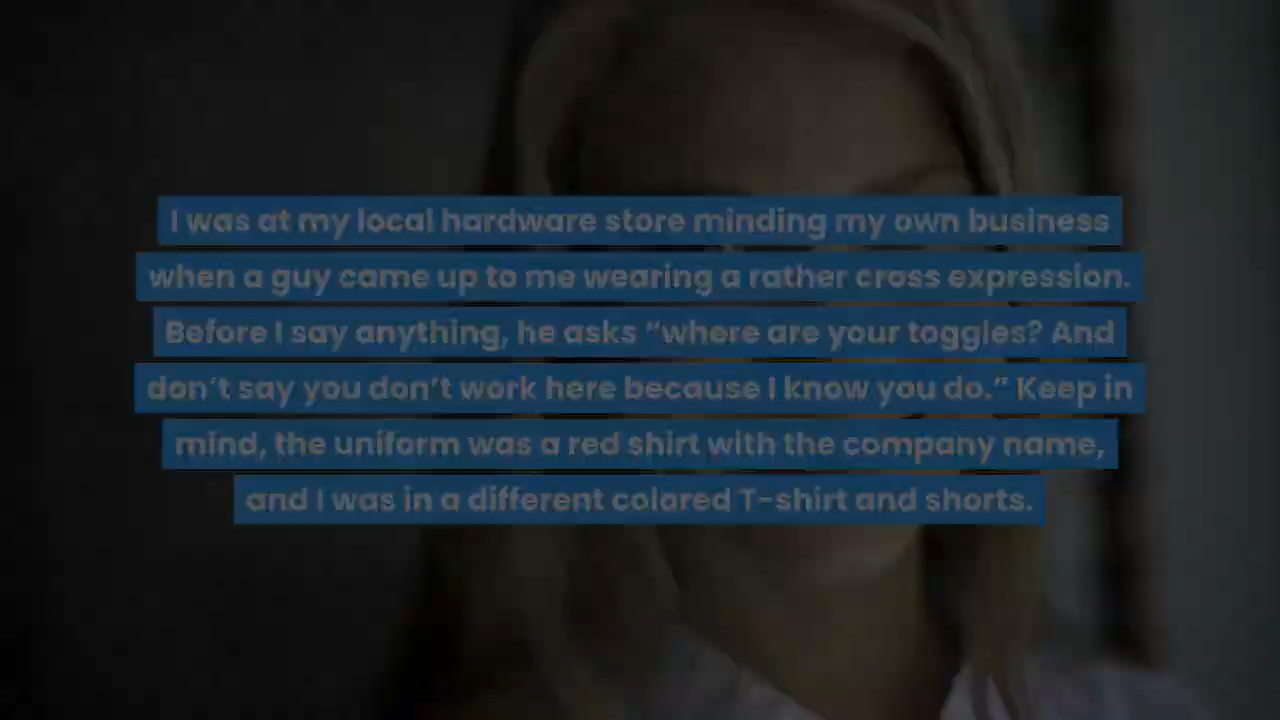 I was at my local hardware store minding my own business
when a guy came up to me wearing a rather cross expression.
Before I say anything, he asks “where are your toggles? And
don’t say you don’t work here because I know you do.” Keep in
mind, the uniform was a red shirt with the company name,
and I was in a different colored T-shirt and shorts.